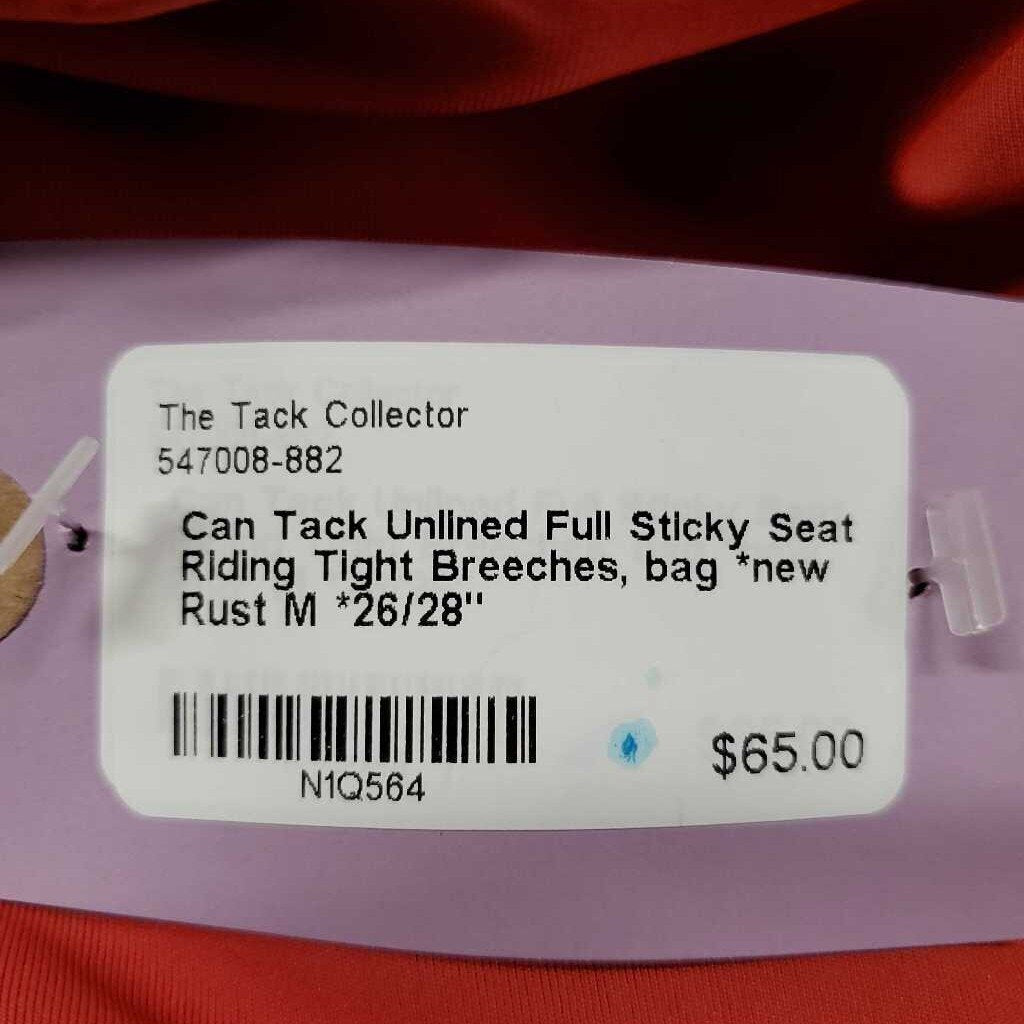 The Tack Collector
547008-882
Can Tack Unlined Full Sticky Seat
Riding Tight Breeches, bag *new
Rust M *26/28"
N1Q564
$65.00